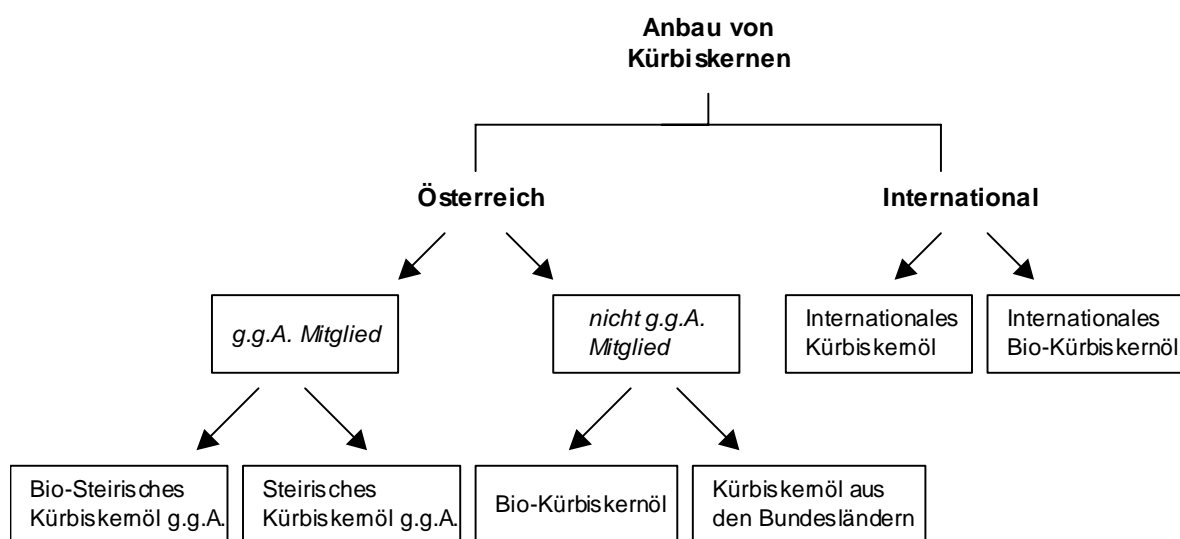 Anbau von
Kürbiskernen
Österreich
International
g.g.A. Mitglied
nicht g.g.A.
Mitglied
Internationales
Kürbiskernöl
Internationales
Bio-Kürbiskernöl
Bio-Steirisches
Kürbiskernöl g.g.A.
Steirisches
Kürbiskernöl g.g.A.
Bio-Kürbiskernöl
Kürbiskernöl aus
den Bundesländern